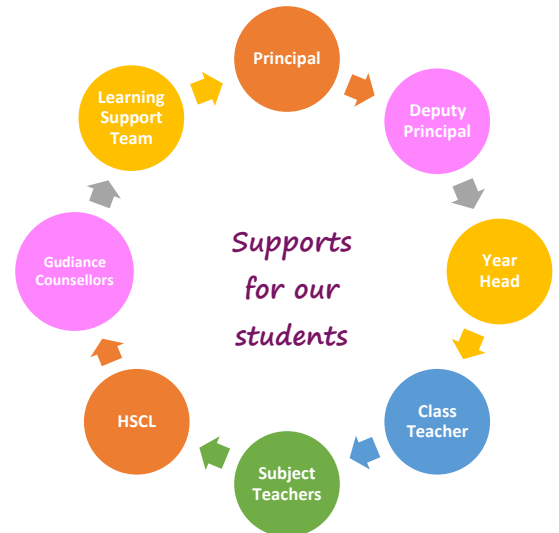 Principal
Deputy
Principal
Year
Head
Class
Teacher
Subject
Teachers
HSCL
Gudiance
Counsellors
Learning
Support
Team
Supports
for our
students